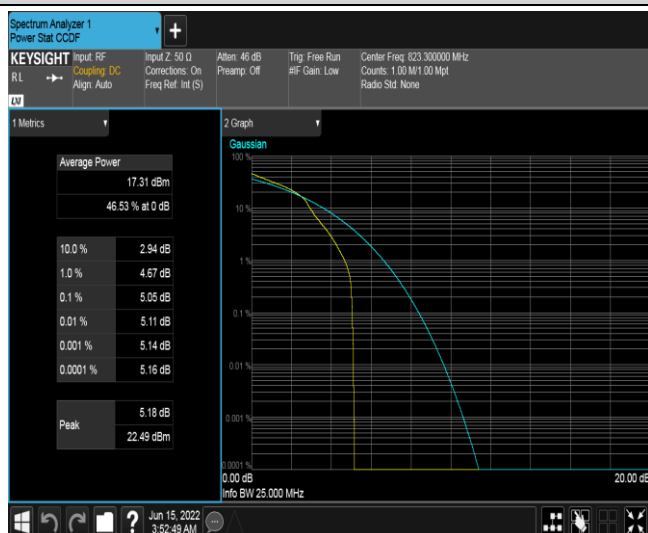 Spectrum Analyzer 1
Power Stat CCDF
KEYSIGHT
RL
LXI
Input: RF
Coupling: DC
Align: Auto
Input Z: 50 Ω
Corrections: On
Freq Ref: Int (S)
Atten: 46 dB
Preamp: Off
Trig: Free Run
#IF Gain: Low
Center Freq: 823.300000 MHz
Counts: 1.00 M/1.00 Mpt
Radio Std: None
1 Metrics
Average Power
17.31 dBm
46.53 % at 0 dB
10.0 % 2.94 dB
1.0 % 4.67 dB
0.1 % 5.05 dB
0.01 % 5.11 dB
0.001 % 5.14 dB
0.0001 % 5.16 dB
Peak
5.18 dB
22.49 dBm
2 Graph
Gaussian
100 %
10 %
1 %
0.1 %
0.01 %
0.001 %
0.0001 %
0.00 dB
20.00 dB
Info BW 25.000 MHz
?
Jun 15, 2022
3:52:49 AM